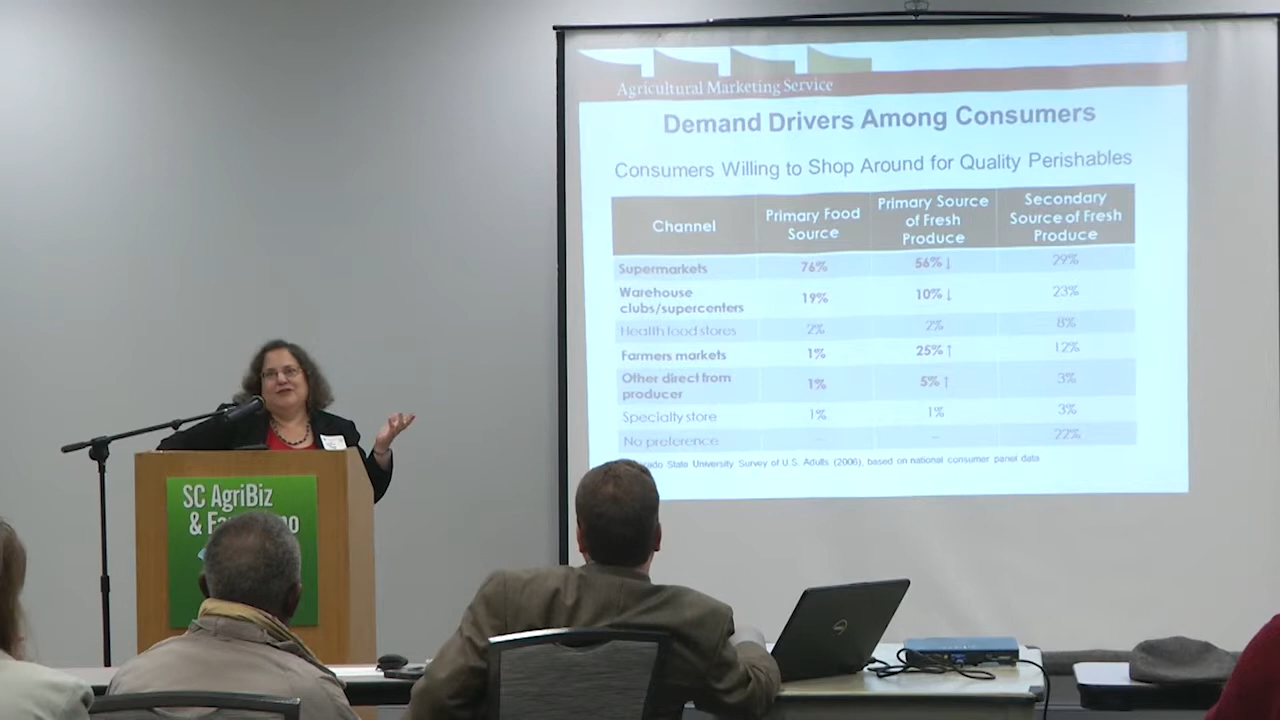 Agricultural Marketing Service
Demand Drivers Among Consumers
Consumers Willing to Shop Around for Quality Perishables
Channel
Primary Food
Source
Primary Source
of Fresh
Produce
Secondary
Source of Fresh
Produce
Supermarkets 76% 56% ↓ 29%
Warehouse
clubs/supercenters 19% 10% ↓ 23%
Health food stores 2% 2% 8%
Farmers markets 1% 25% ↑ 12%
Other direct from
producer 1% 5% ↑ 3%
Specialty store 1% 1% 3%
No preference – – 22%
State University Survey of U.S. Adults (2006), based on national consumer panel data
SC AgriBiz
&
DELL